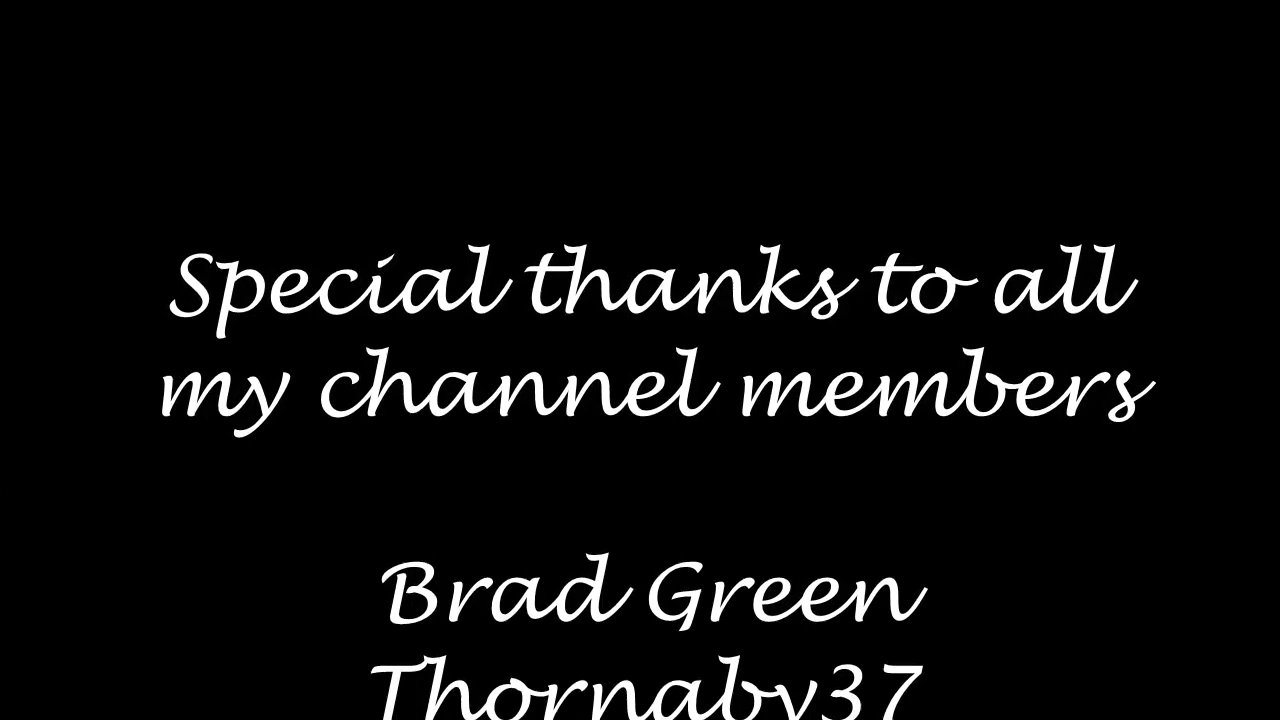 Special thanks to all
my channel members
Brad Green
Thornaby37